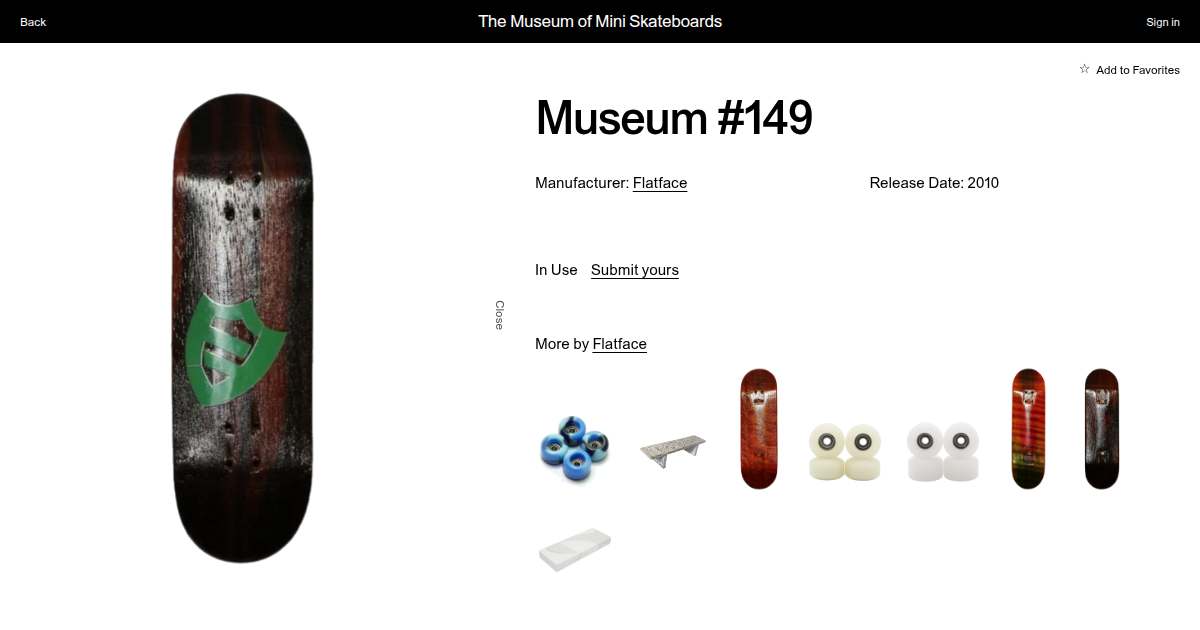 Back
The Museum of Mini Skateboards
Sign in
☆ Add to Favorites
Museum #149
Manufacturer: Flatface
Release Date: 2010
In Use Submit yours
Close
More by Flatface